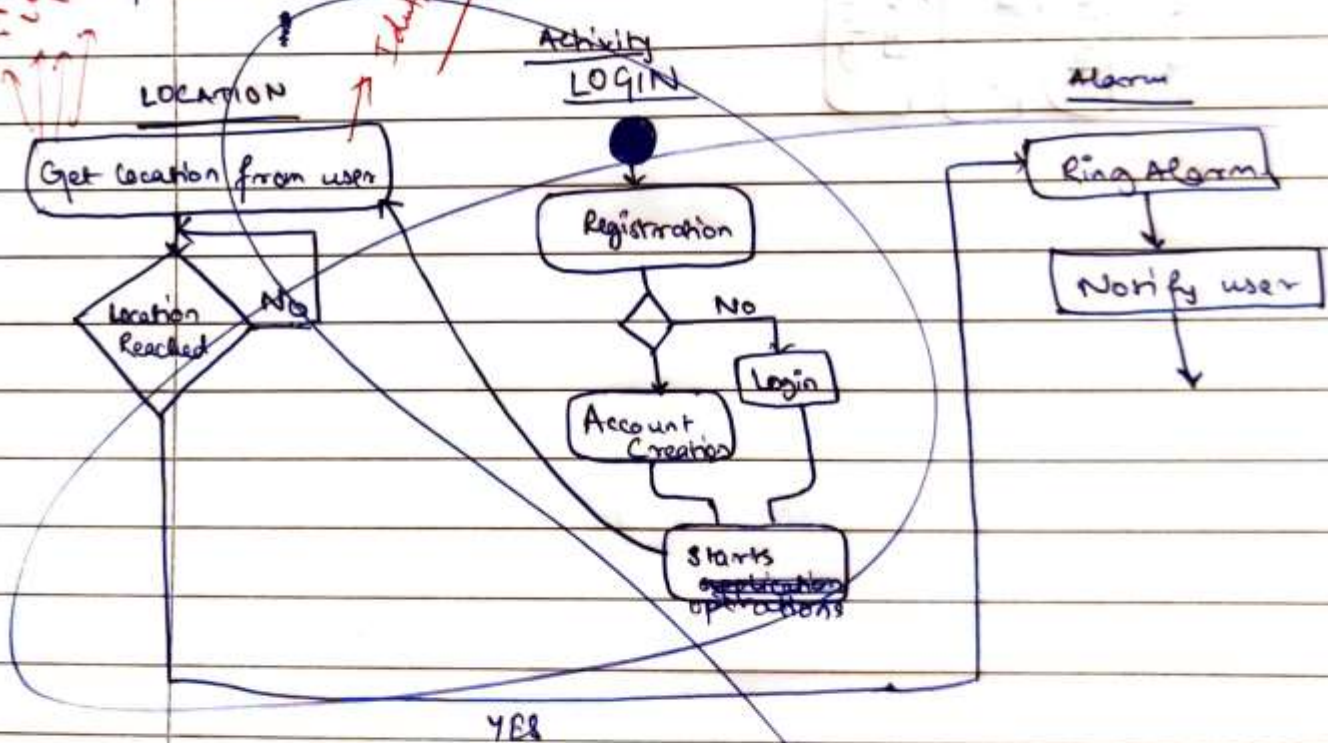 Activity
LOGIN
LOCATION
Alarm
Get location from user
Registration
Ring Alarm
Notify user
Location
Reached
No
No
Login
Account
Creation
Starts
operations
YES